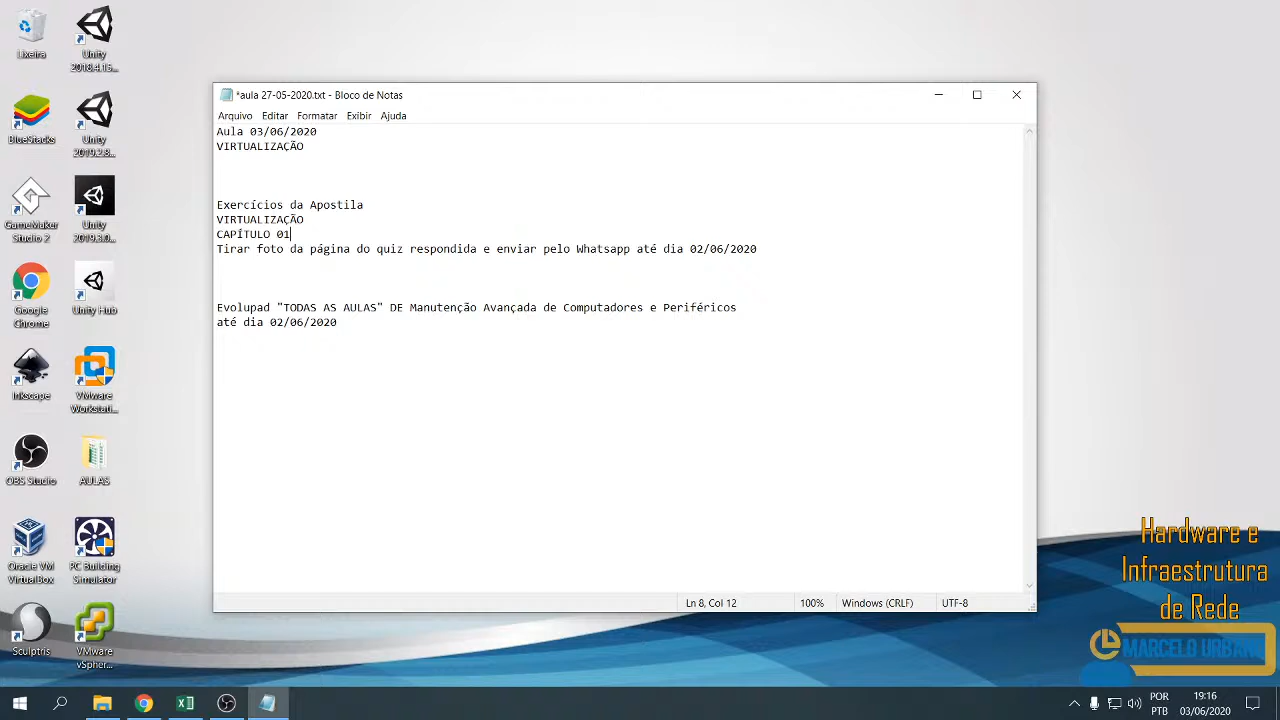 Lixeira
Unity
2018.4.15...
BlueStacks
Unity
2019.2.8...
GameMaker
Studio 2
Unity
2019.3.0...
Google
Chrome
Unity Hub
Inkscape
VMware
Workstati...
OBS Studio
AULAS
Oracle VM
VirtualBox
PC Building
Simulator
Sculptris
VMware
vSpher...
*aula 27-05-2020.txt - Bloco de Notas
Arquivo Editar Formatar Exibir Ajuda
Aula 03/06/2020
VIRTUALIZAÇÃO
Exercícios da Apostila
VIRTUALIZAÇÃO
CAPÍTULO 01
Tirar foto da página do quiz respondida e enviar pelo Whatsapp até dia 02/06/2020
Evolupad "TODAS AS AULAS" DE Manutenção Avançada de Computadores e Periféricos
até dia 02/06/2020
Ln 8, Col 12 100% Windows (CRLF) UTF-8
Hardware e
Infraestrutura
de Rede
MARCELO URBAN
POR
PTB
19:16
03/06/2020